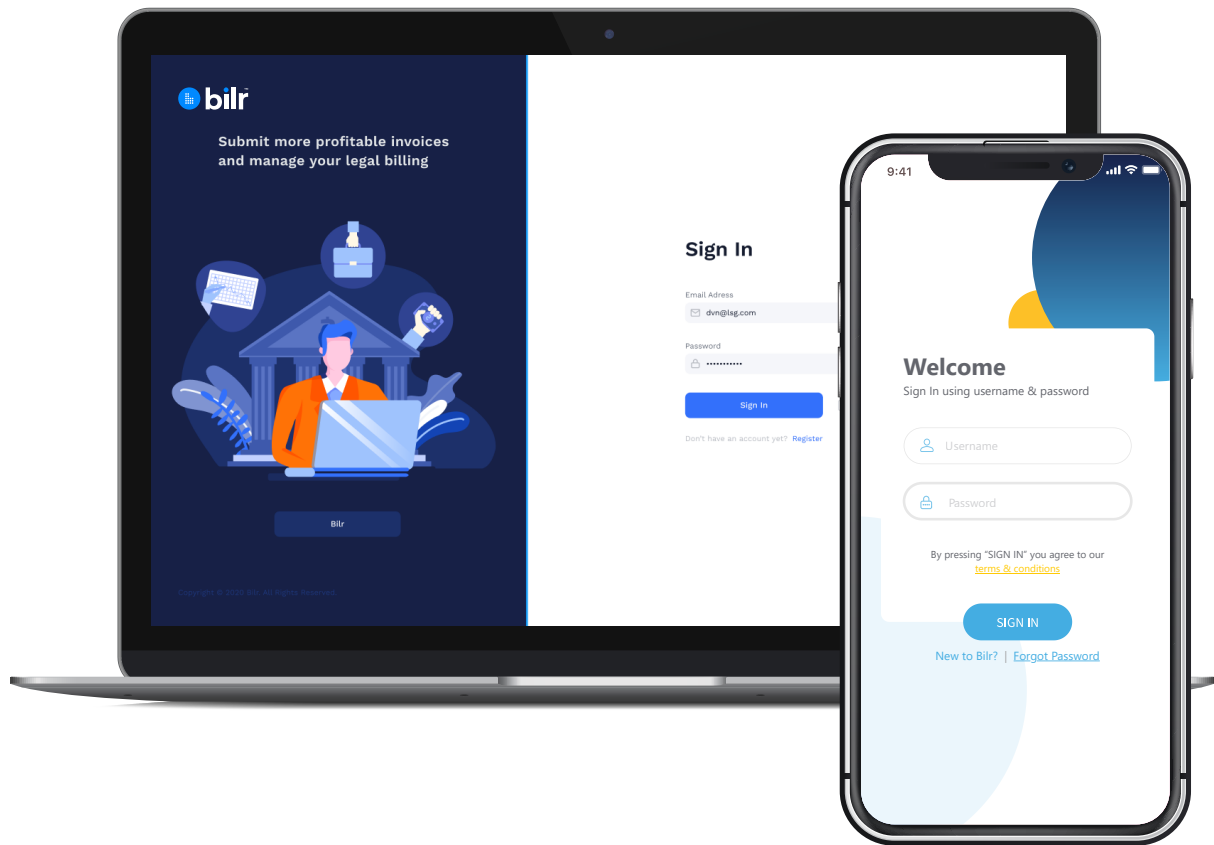 bilr
Submit more profitable invoices
and manage your legal billing
Bilr
Sign In
Email Adress
dvn@lsg.com
Password
•••••••••••
Sign In
Don't have an account yet? Register
9:41
Welcome
Sign In using username & password
Username
Password
By pressing "SIGN IN" you agree to our
terms & conditions
SIGN IN
New to Bilr? | Forgot Password